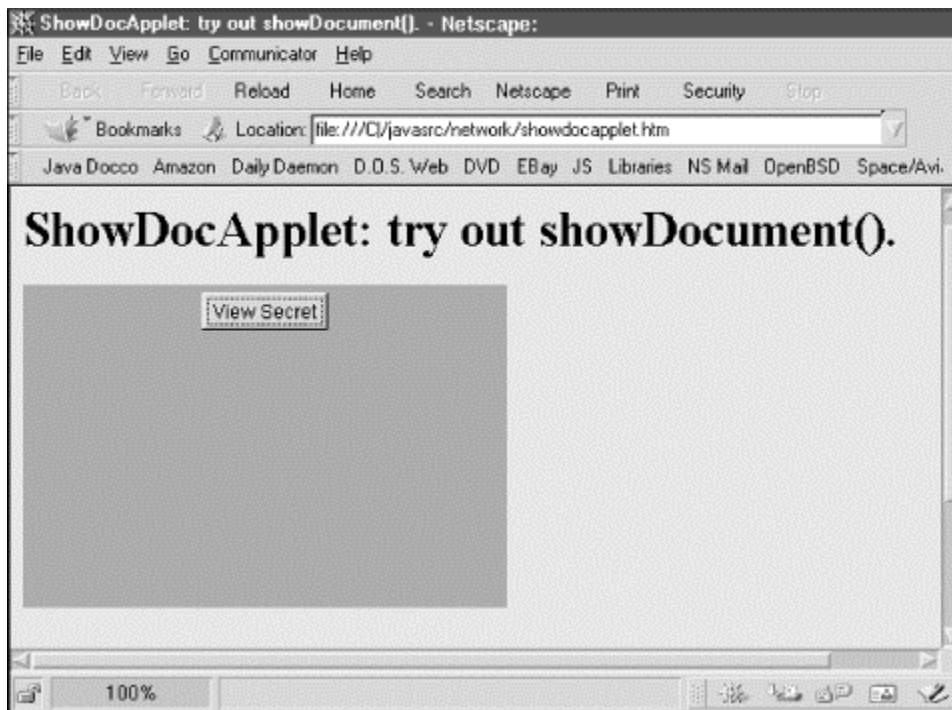 ShowDocApplet: try out showDocument(). - Netscape:
File Edit View Go Communicator Help
Back Forward Reload Home Search Netscape Print Security Stop
Bookmarks Location: file:///C|/javasrc/network/showdocapplet.htm
Java Docco Amazon Daily Daemon D.O.S. Web DVD EBay JS Libraries NS Mail OpenBSD Space/Avi
ShowDocApplet: try out showDocument().
View Secret
100%